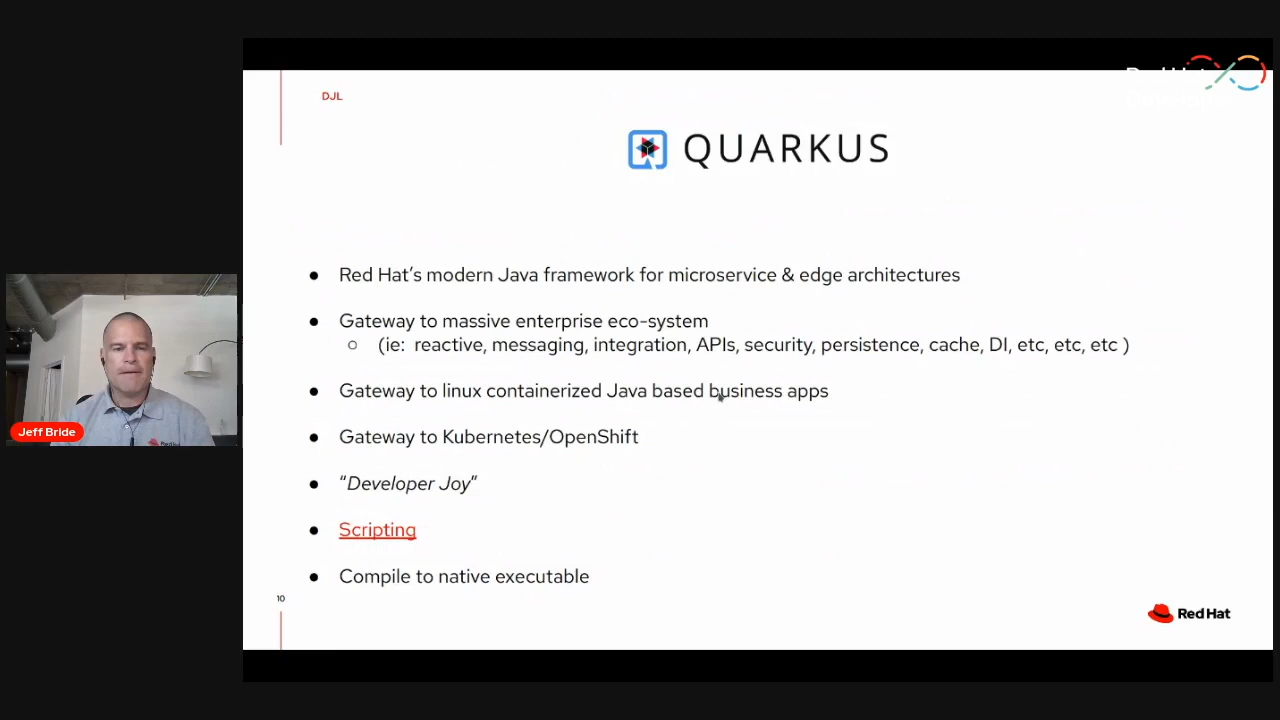 DJL
QUARKUS
● Red Hat’s modern Java framework for microservice & edge architectures
● Gateway to massive enterprise eco-system
○ (ie: reactive, messaging, integration, APIs, security, persistence, cache, DI, etc, etc, etc )
● Gateway to linux containerized Java based business apps
● Gateway to Kubernetes/OpenShift
● “Developer Joy”
● Scripting
● Compile to native executable
10
Red Hat
Jeff Bride
Red Hat